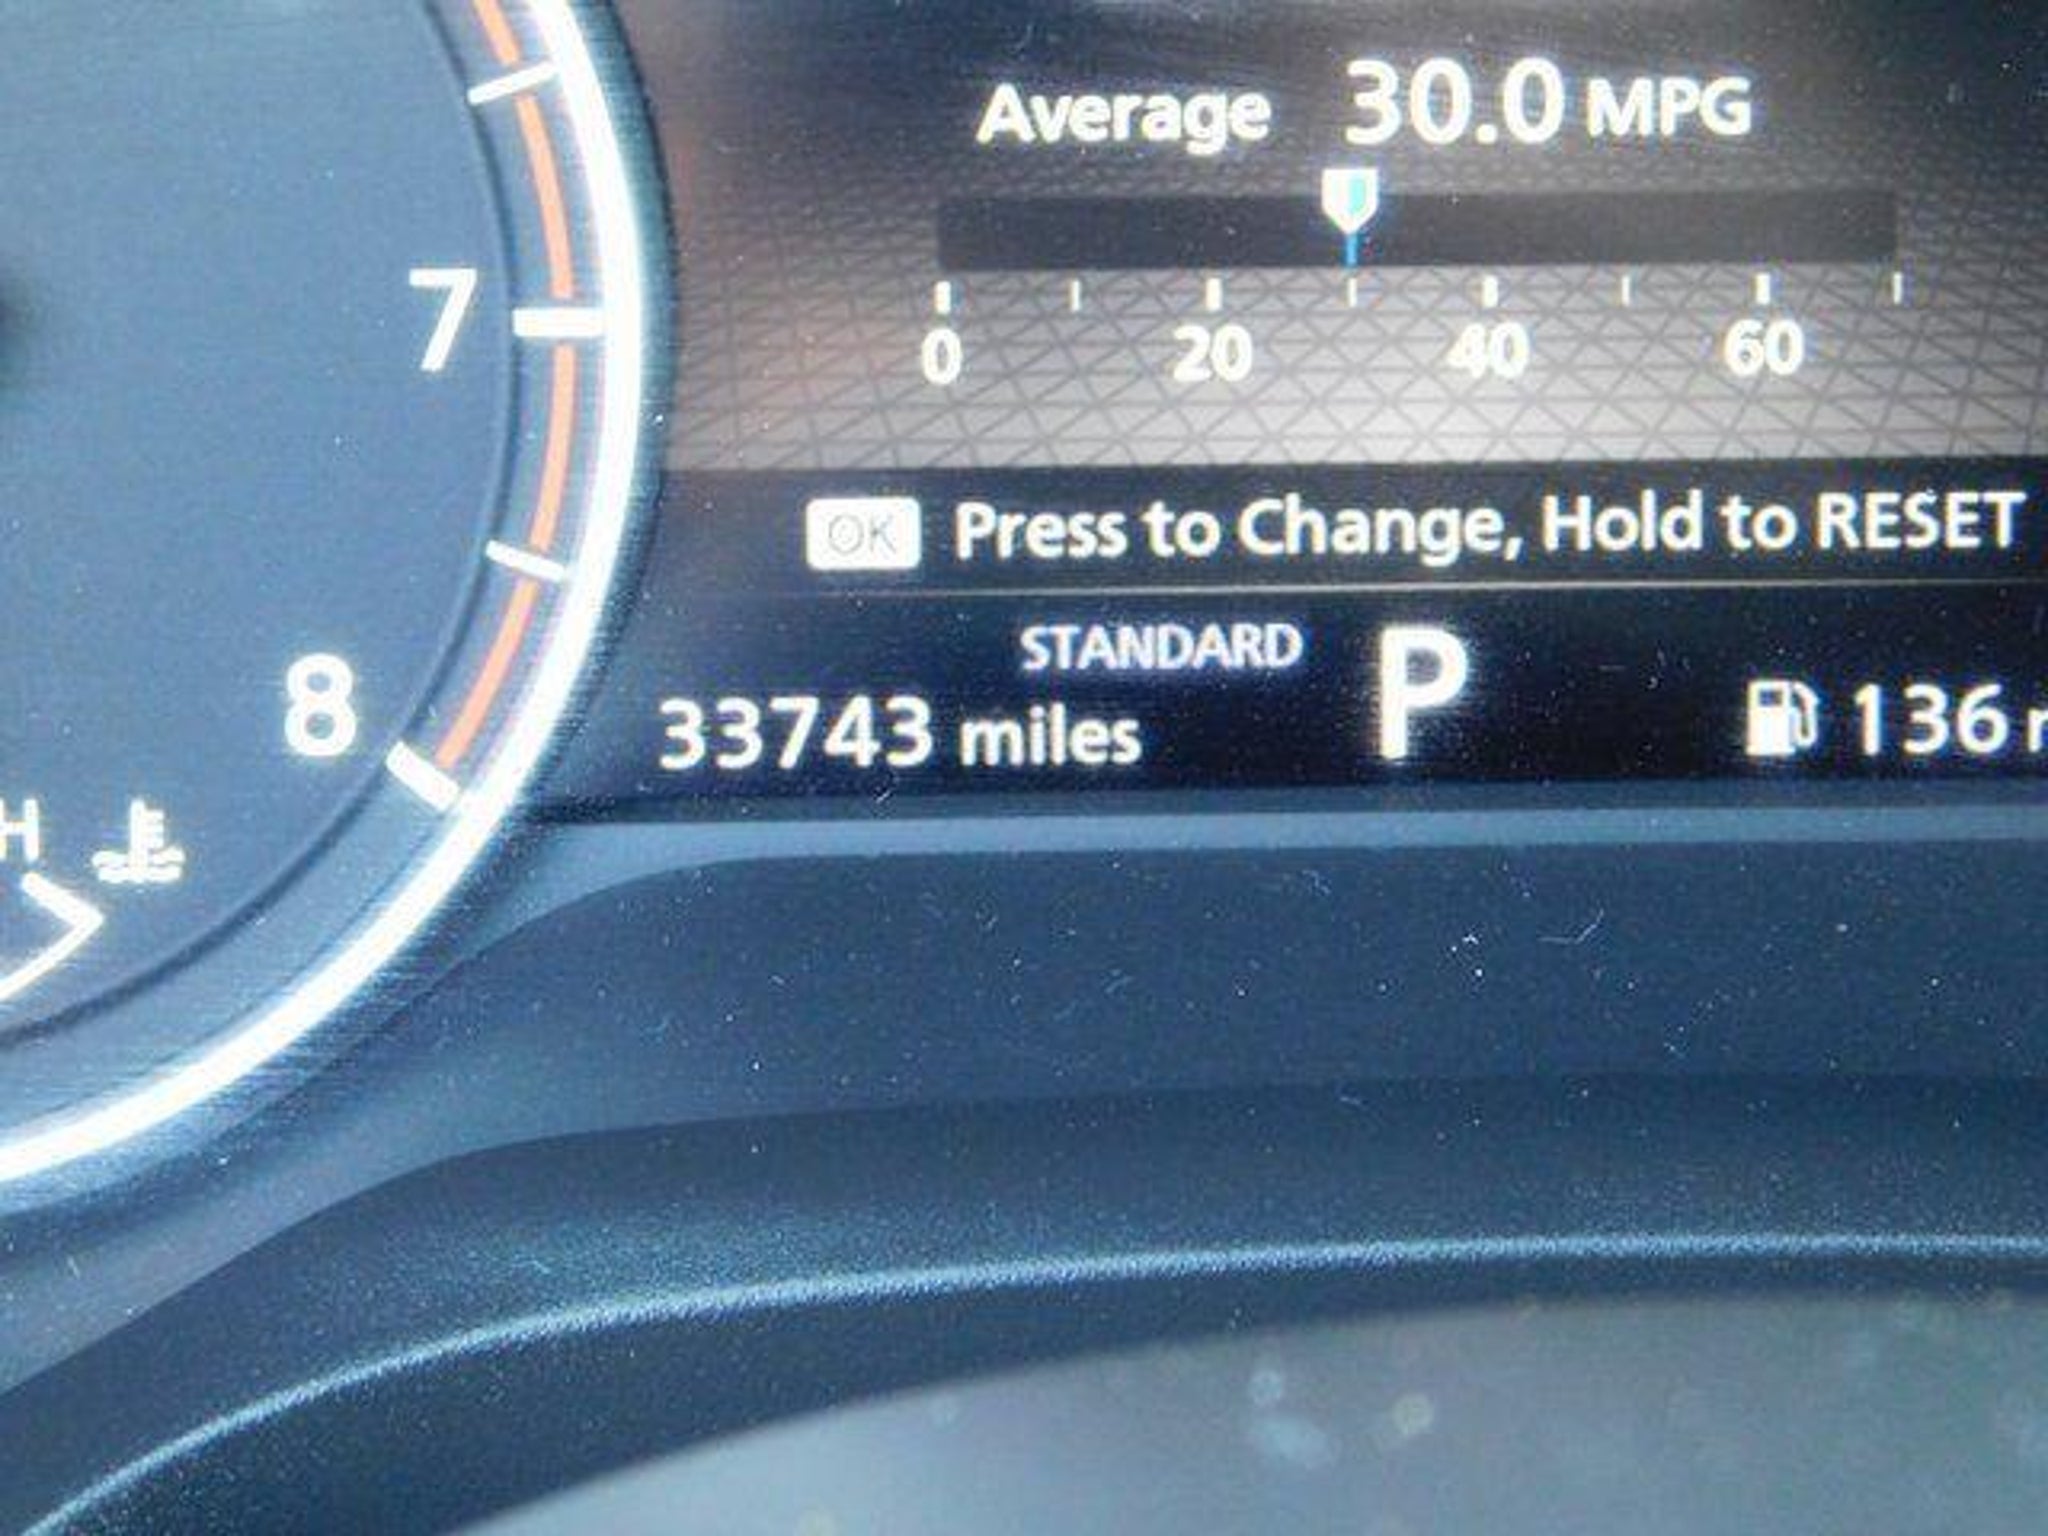 Average 30.0 MPG
0 20 40 60
7
OK Press to Change, Hold to RESET
STANDARD P
33743 miles 136
8
H